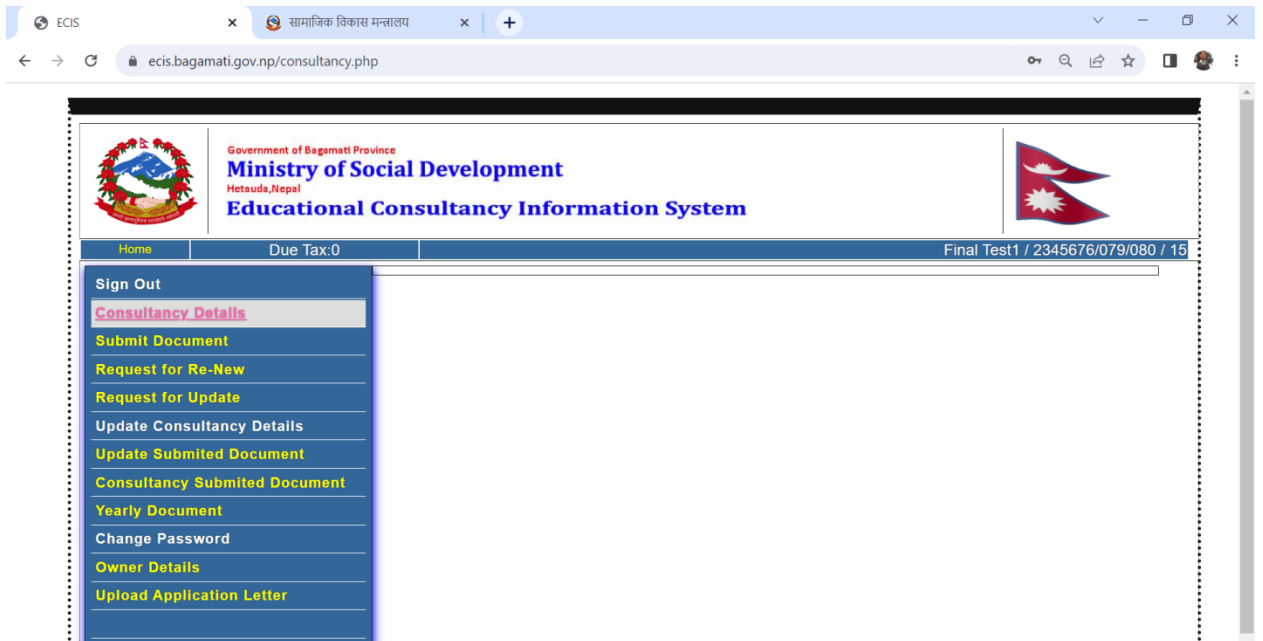 ECIS
सामाजिक विकास मन्त्रालय
ecis.bagamati.gov.np/consultancy.php
Government of Bagamati Province
Ministry of Social Development
Hetauda,Nepal
Educational Consultancy Information System
Home Due Tax:0 Final Test1 / 2345676/079/080 / 15
Sign Out
Consultancy Details
Submit Document
Request for Re-New
Request for Update
Update Consultancy Details
Update Submited Document
Consultancy Submited Document
Yearly Document
Change Password
Owner Details
Upload Application Letter